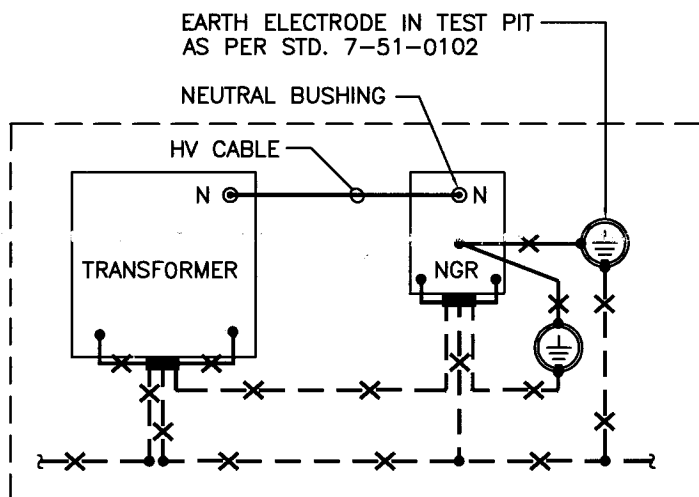 EARTH ELECTRODE IN TEST PIT
AS PER STD. 7-51-0102
NEUTRAL BUSHING
HV CABLE
N
N
TRANSFORMER
NGR